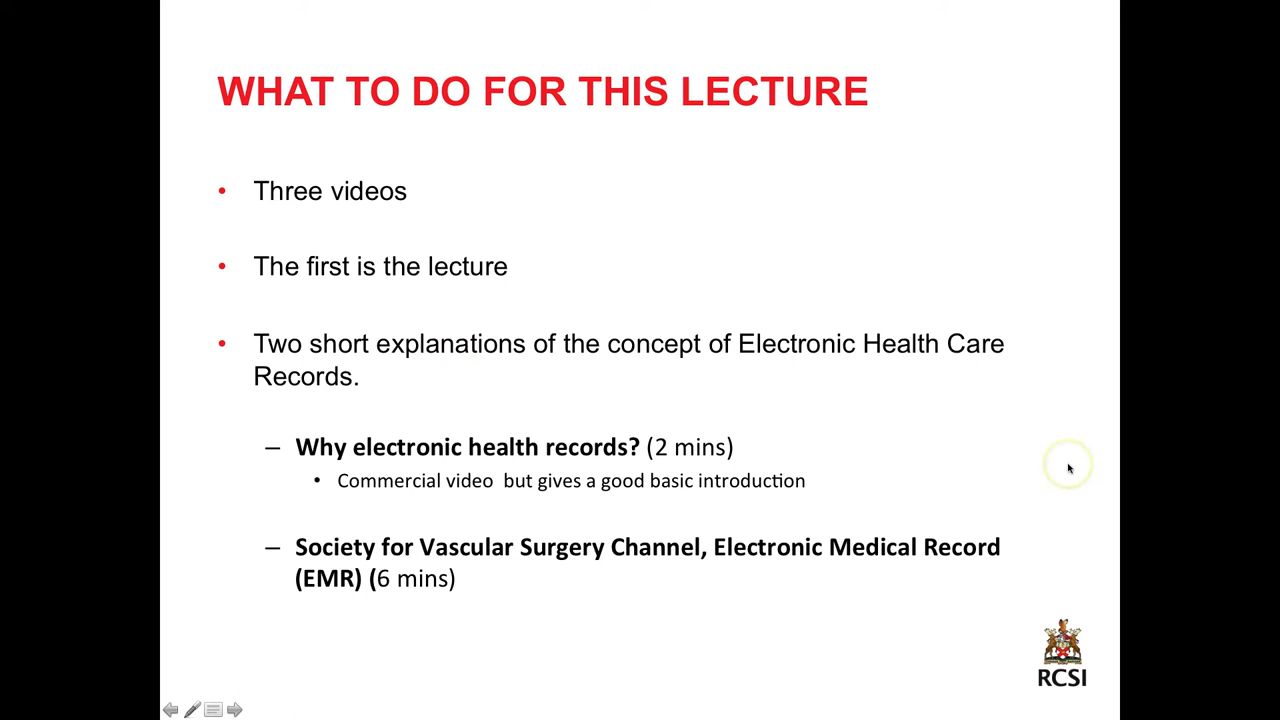 WHAT TO DO FOR THIS LECTURE
• Three videos
• The first is the lecture
• Two short explanations of the concept of Electronic Health Care
Records.
– Why electronic health records? (2 mins)
• Commercial video  but gives a good basic introduction
– Society for Vascular Surgery Channel, Electronic Medical Record
(EMR) (6 mins)
RCSI